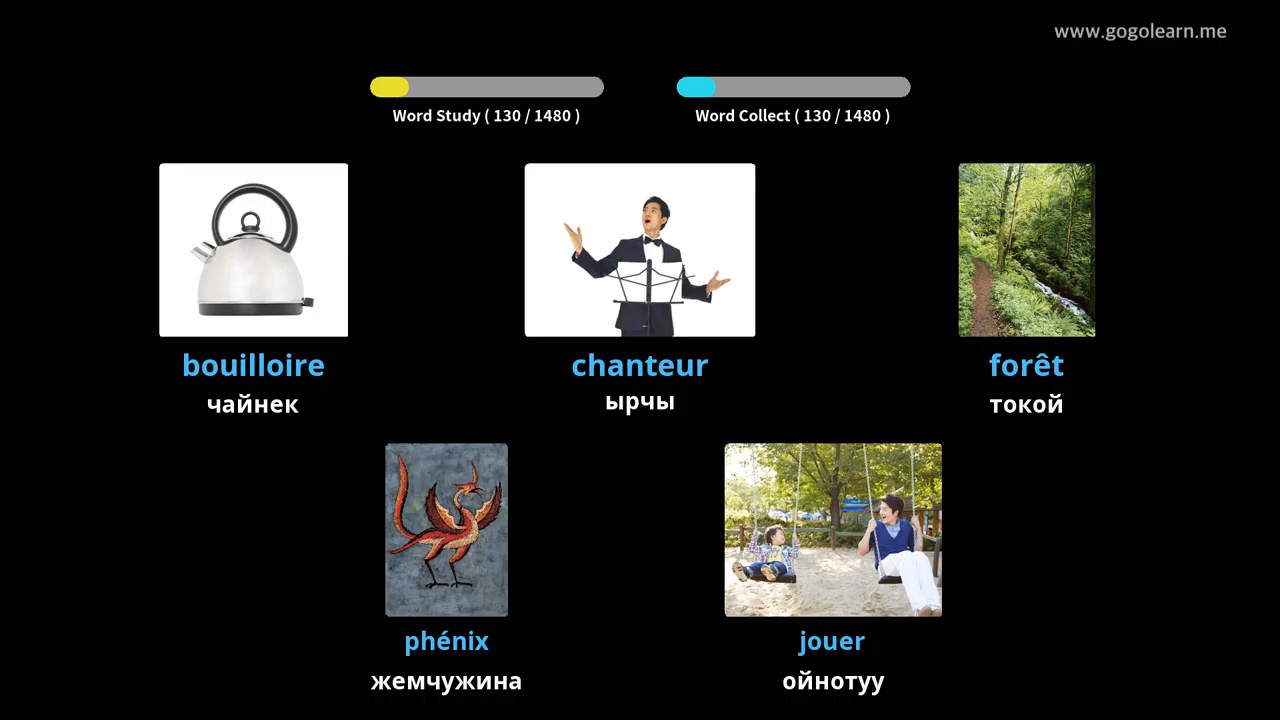 www.gogolearn.me
Word Study ( 130 / 1480 )
Word Collect ( 130 / 1480 )
bouilloire
чайнек
chanteur
ырчы
forêt
токой
phénix
жемчужина
jouer
ойнотуу